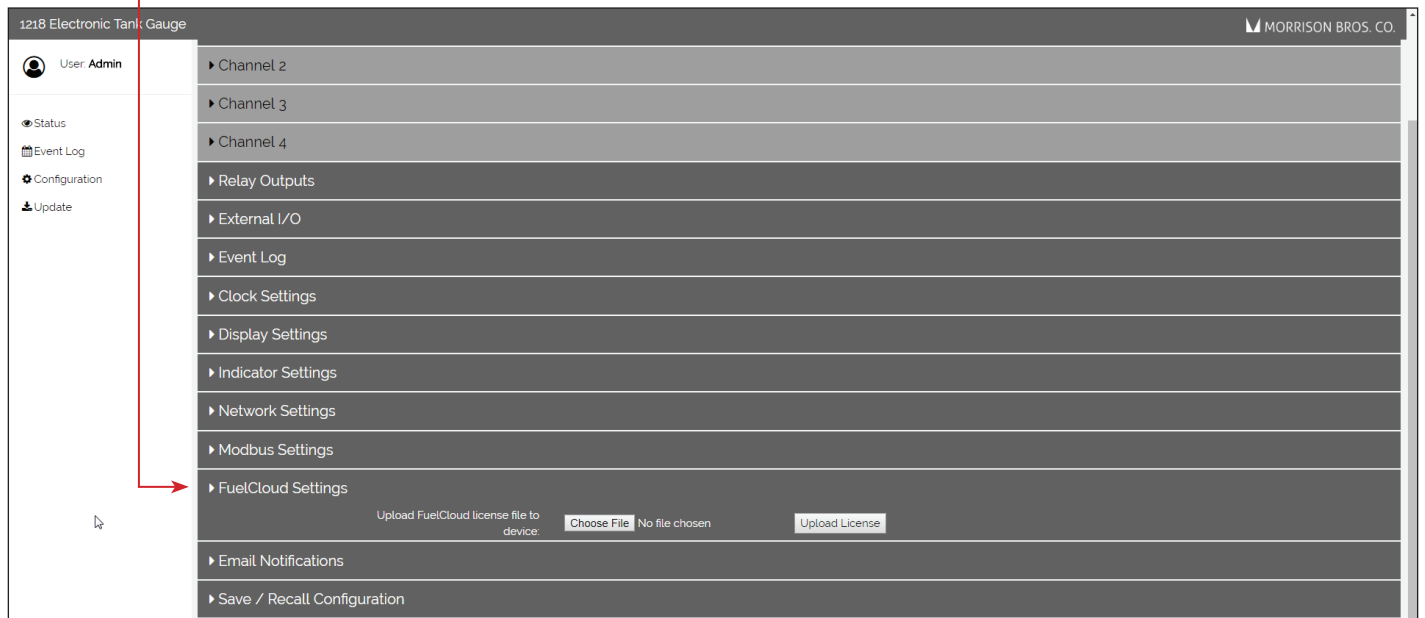 1218 Electronic Tank Gauge
MORRISON BROS. CO.
User: Admin
Status
Event Log
Configuration
Update
Channel 2
Channel 3
Channel 4
Relay Outputs
External I/O
Event Log
Clock Settings
Display Settings
Indicator Settings
Network Settings
Modbus Settings
FuelCloud Settings
Upload FuelCloud license file to
device:
Choose File No file chosen
Upload License
Email Notifications
Save / Recall Configuration